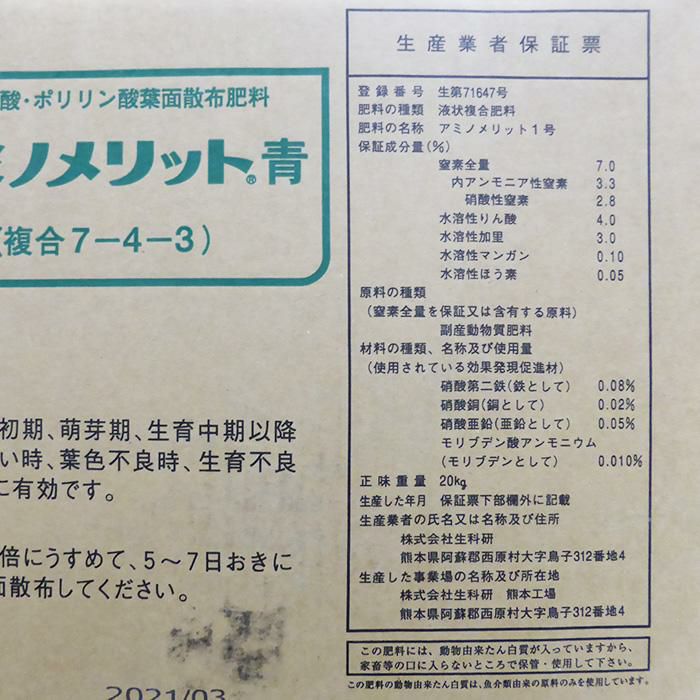 酸・ポリリン酸葉面散布肥料
ミノメリット®青
(複合7-4-3)
初期、萌芽期、生育中期以降
い時、葉色不良時、生育不良
に有効です。
倍にうすめて、5〜7日おきに
面散布してください。
2021/03
生産業者保証票
登録番号 生第71647号
肥料の種類 液状複合肥料
肥料の名称 アミノメリット1号
保証成分量(%)
窒素全量 7.0
内アンモニア性窒素 3.3
硝酸性窒素 2.8
水溶性りん酸 4.0
水溶性加里 3.0
水溶性マンガン 0.10
水溶性ほう素 0.05
原料の種類
(窒素全量を保証又は含有する原料)
副産動物質肥料
材料の種類、名称及び使用量
(使用されている効果発現促進材)
硝酸第二鉄(鉄として) 0.08%
硝酸銅(銅として) 0.02%
硝酸亜鉛(亜鉛として) 0.05%
モリブデン酸アンモニウム
(モリブデンとして) 0.010%
正味重量 20kg
生産した年月 保証票下部欄外に記載
生産業者の氏名又は名称及び住所
株式会社生科研
熊本県阿蘇郡西原村大字鳥子312番地4
生産した事業場の名称及び所在地
株式会社生科研 熊本工場
熊本県阿蘇郡西原村大字鳥子312番地4
この肥料には、動物由来たん白質が入っていますから、
家畜等の口に入らないところで保管・使用して下さい。
この肥料の動物由来たん白質は、魚介類由来の原料のみを使用しています。